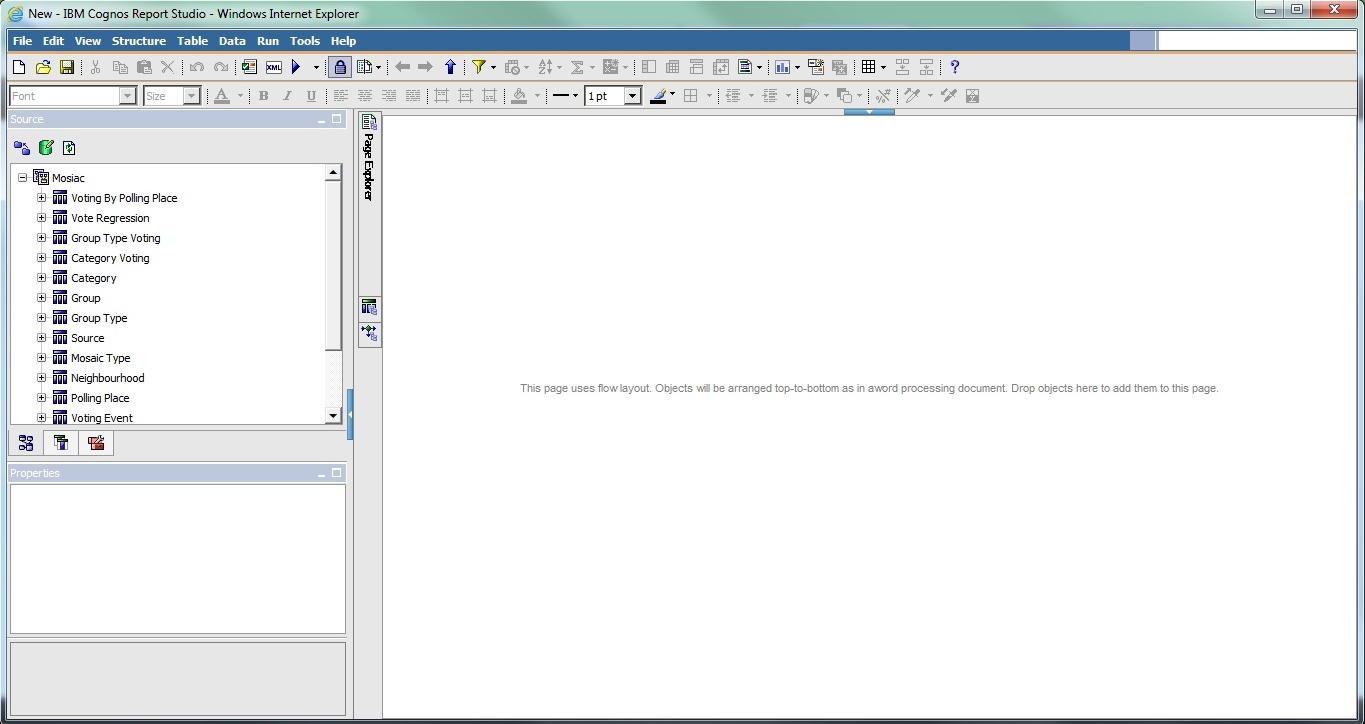 New - IBM Cognos Report Studio - Windows Internet Explorer
File Edit View Structure Table Data Run Tools Help
XML
Font Size A B I U 1pt
Source
Page Explorer
Mosiac
Voting By Polling Place
Vote Regression
Group Type Voting
Category Voting
Category
Group
Group Type
Source
Mosaic Type
Neighbourhood
Polling Place
Voting Event
This page uses flow layout. Objects will be arranged top-to-bottom as in aword processing document. Drop objects here to add them to this page.
Properties